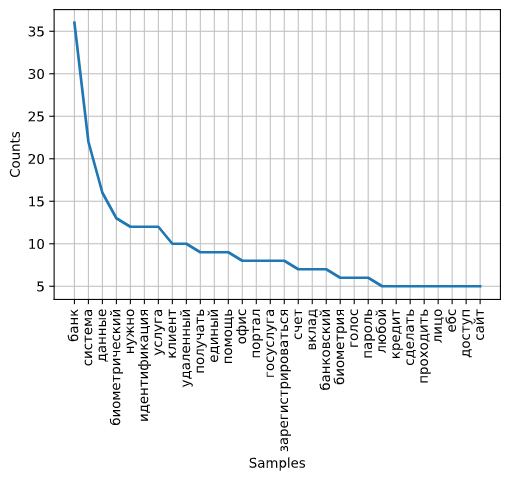 35
30
25
20
15
10
5
Counts
банк
система
данные
биометрический
нужно
идентификация
услуга
клиент
удаленный
получать
единый
помощь
офис
портал
госуслуга
зарегистрироваться
счет
вклад
банковский
биометрия
голос
пароль
любой
кредит
сделать
проходить
лицо
ебс
доступ
сайт
Samples